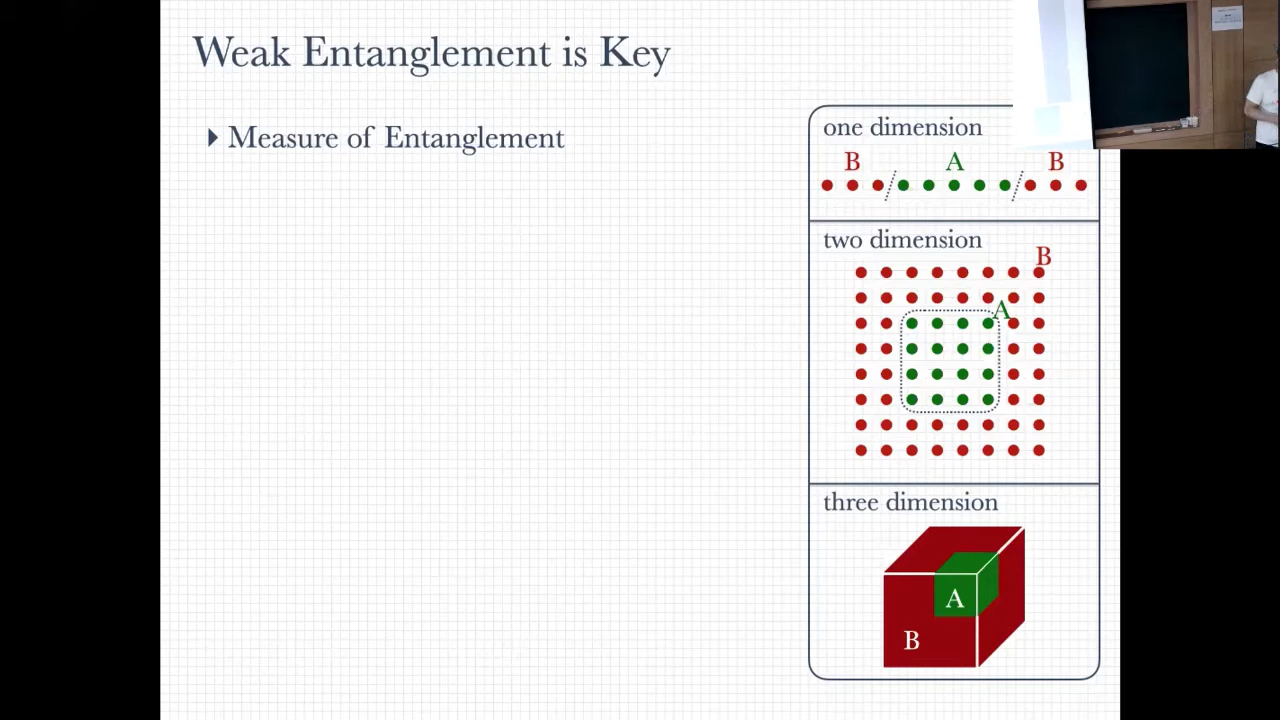 Weak Entanglement is Key
Measure of Entanglement
one dimension
B A B
two dimension
B
A
three dimension
A
B